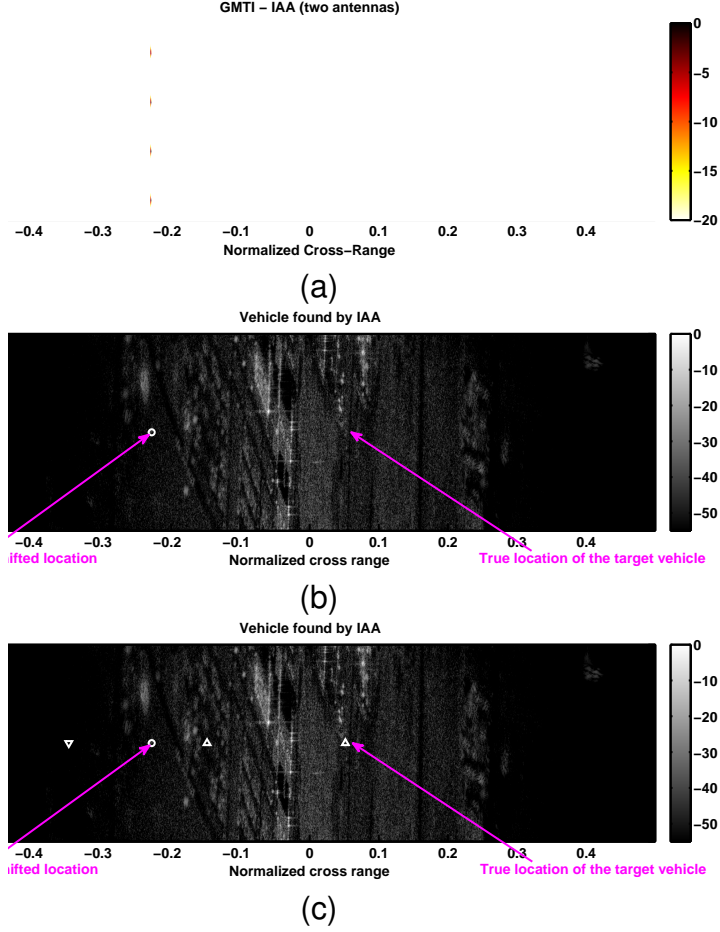 GMTI – IAA (two antennas)
0
−5
−10
−15
−20
−0.4 −0.3 −0.2 −0.1 0 0.1 0.2 0.3 0.4
Normalized Cross−Range
(a)
Vehicle found by IAA
0
−10
−20
−30
−40
−50
−0.4 −0.3 −0.2 −0.1 0 0.1 0.2 0.3 0.4
ifted location Normalized cross range True location of the target vehicle
(b)
Vehicle found by IAA
0
−10
−20
−30
−40
−50
−0.4 −0.3 −0.2 −0.1 0 0.1 0.2 0.3 0.4
ifted location Normalized cross range True location of the target vehicle
(c)